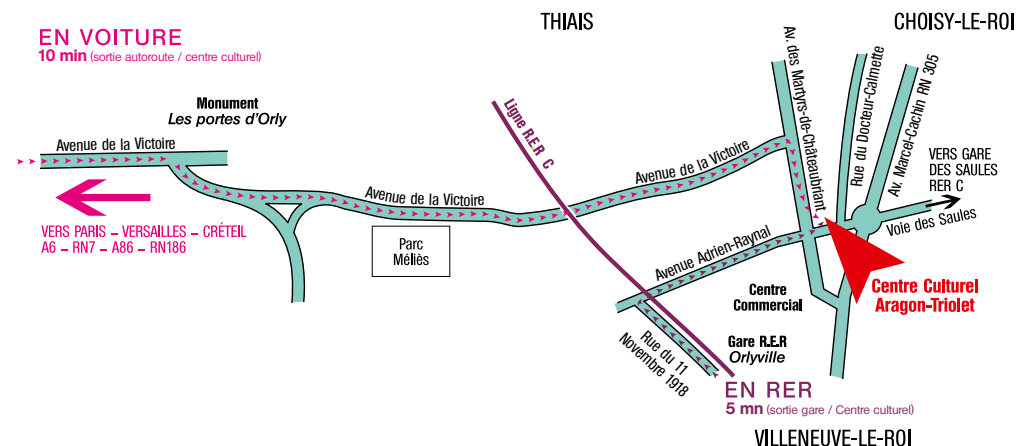 THIAIS
CHOISY-LE-ROI
EN VOITURE
10 min (sortie autoroute / centre culturel)
Monument
Les portes d'Orly
Avenue de la Victoire
VERS PARIS – VERSAILLES – CRÉTEIL
A6 – RN7 – A86 – RN186
Avenue de la Victoire
Parc
Méliès
Ligne R.E.R C
Avenue de la Victoire
Av. des Martyrs-de-Châteaubriant
Rue du Docteur-Calmette
Av. Marcel-Cachin RN 305
VERS GARE
DES SAULES
RER C
Voie des Saules
Avenue Adrien-Raynal
Centre
Commercial
Centre Culturel
Aragon-Triolet
Rue du 11
Novembre 1918
Gare R.E.R
Orlyville
EN RER
5 mn (sortie gare / Centre culturel)
VILLENEUVE-LE-ROI